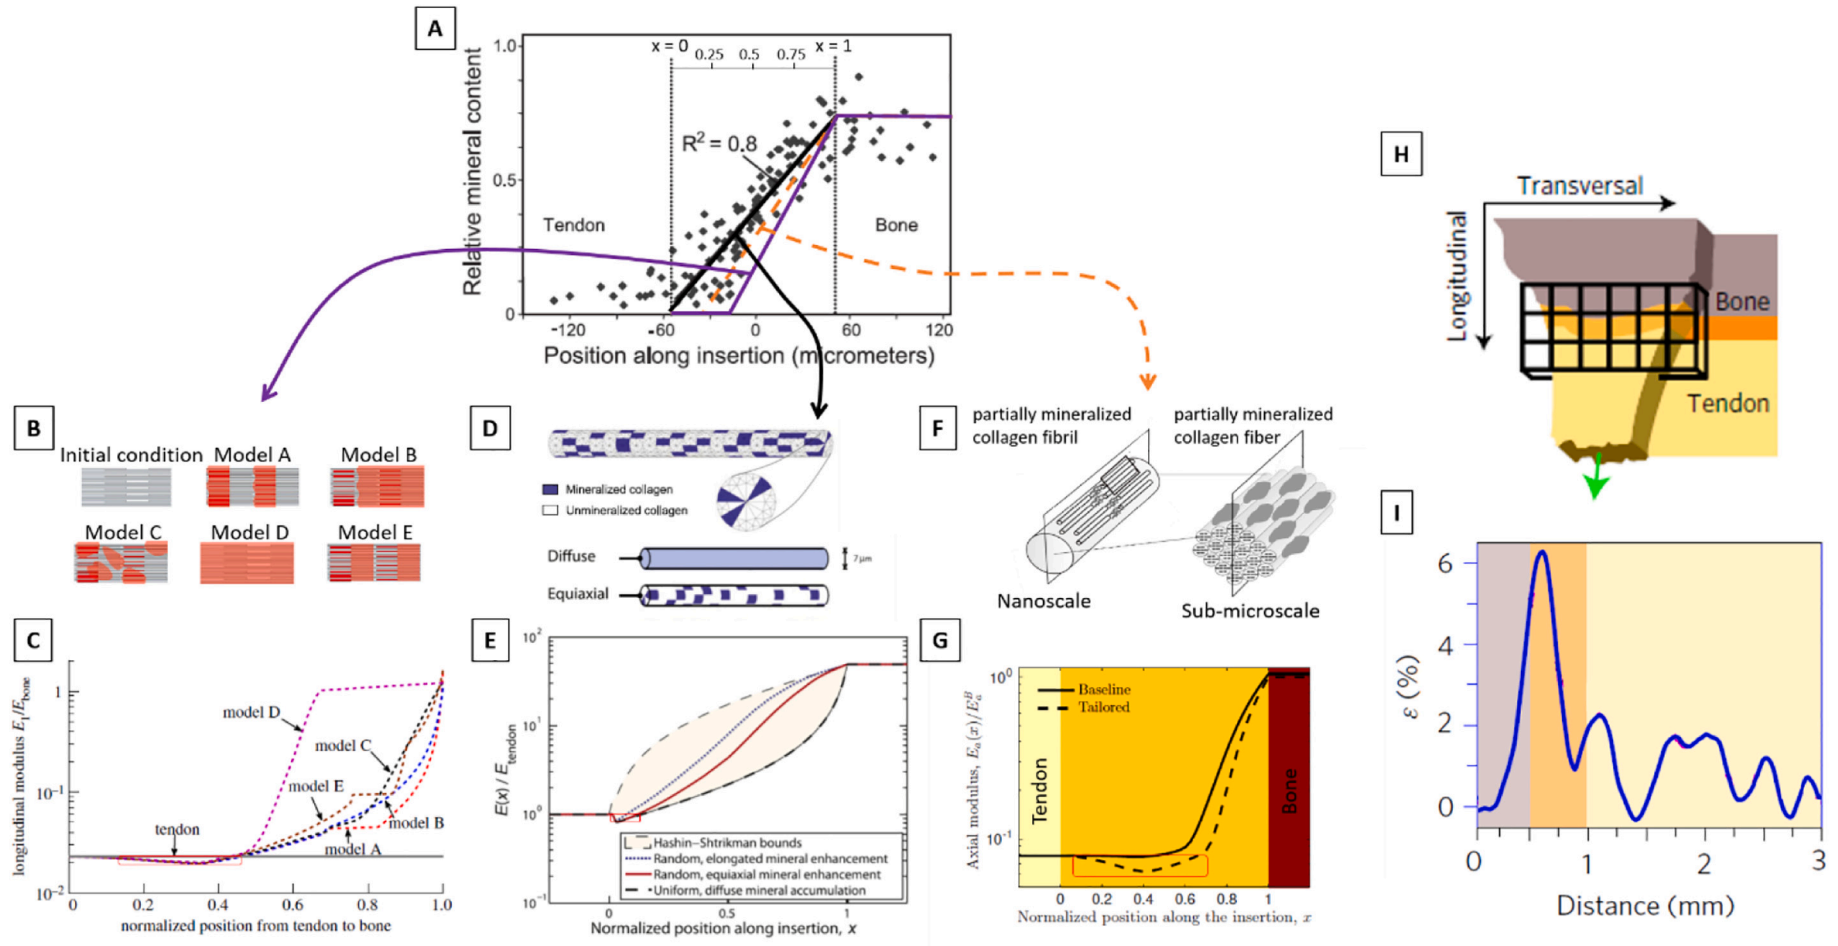 A
x = 0
0.25
0.5
0.75
x = 1
1.0
0.5
0
Relative mineral content
R² = 0.8
Tendon
Bone
-120
-60
0
60
120
Position along insertion (micrometers)
B
Initial condition
Model A
Model B
Model C
Model D
Model E
C
longitudinal modulus E₁/E_bone
1
10⁻¹
10⁻²
model D
model C
model E
tendon
model B
model A
0
0.2
0.4
0.6
0.8
1.0
normalized position from tendon to bone
D
Mineralized collagen
Unmineralized collagen
Diffuse
7 μm
Equiaxial
E
E(x) / E_tendon
10²
10¹
10⁰
10⁻¹
Hashin–Shtrikman bounds
Random, elongated mineral enhancement
Random, equiaxial mineral enhancement
Uniform, diffuse mineral accumulation
0
0.5
1
Normalized position along insertion, x
F
partially mineralized
collagen fibril
partially mineralized
collagen fiber
Nanoscale
Sub-microscale
G
Axial modulus, E_a(x)/E_a^B
10⁰
10⁻¹
Baseline
Tailored
Tendon
Bone
0
0.2
0.4
0.6
0.8
1
Normalized position along the insertion, x
H
Transversal
Longitudinal
Bone
Tendon
I
ε (%)
6
4
2
0
0
1
2
3
Distance (mm)